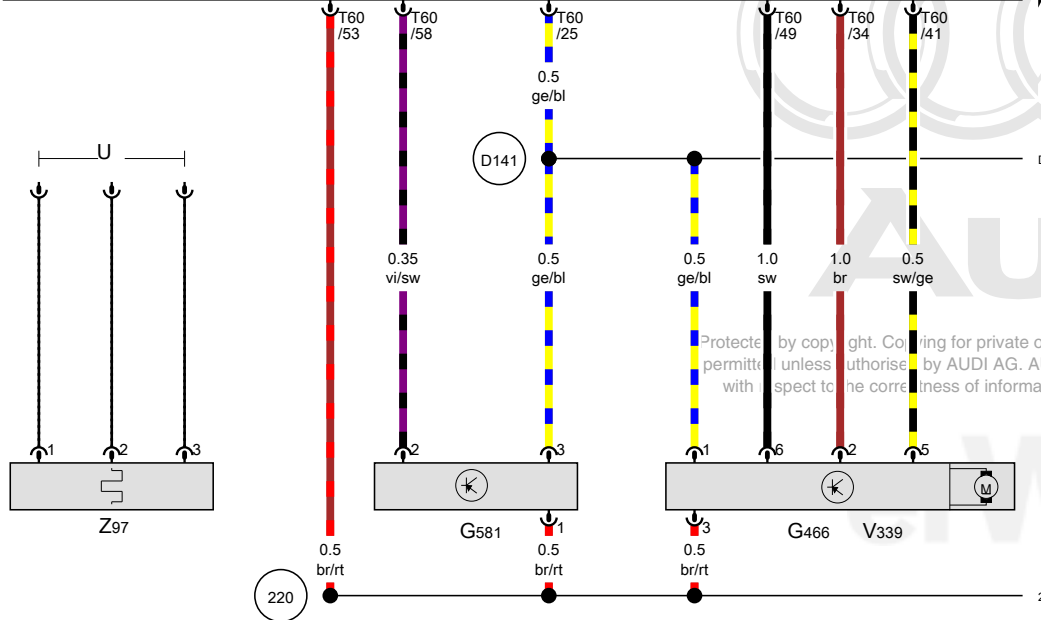 T60 /53
T60 /58
T60 /25
T60 /49
T60 /34
T60 /41
0.5 ge/bl
U
D141
0.35 vi/sw
0.5 ge/bl
0.5 ge/bl
1.0 sw
1.0 br
0.5 sw/ge
Au
Protected by copyright. Copying for private o
permitted unless authorised by AUDI AG. A
with respect to the correctness of informa
1 2 3 2 3 1 6 2 5
M
Z97
G581
1
3
G466 V339
0.5 br/rt
0.5 br/rt
0.5 br/rt
220